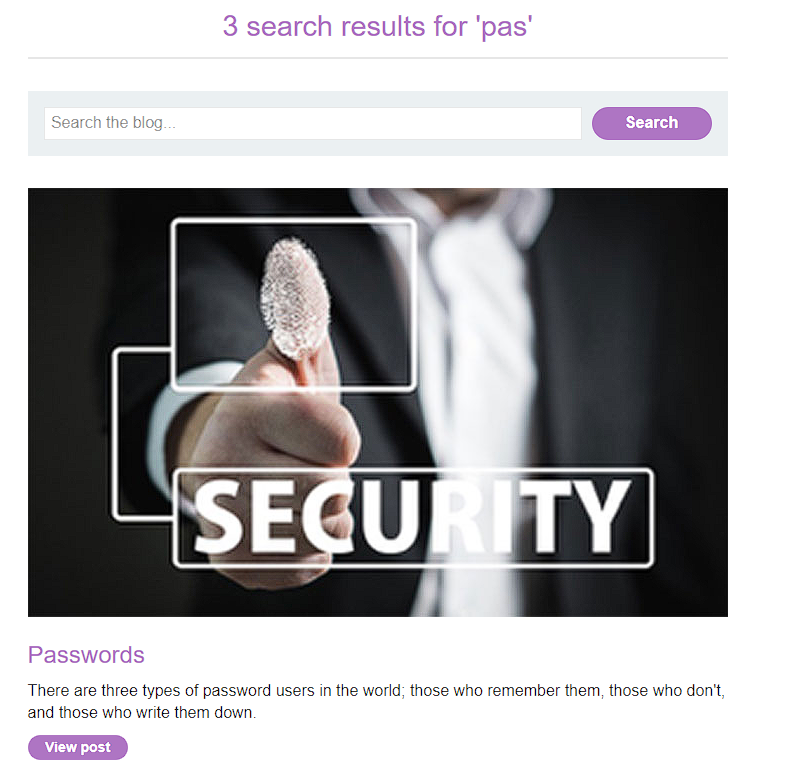 3 search results for 'pas'
Search the blog...
Search
SECURITY
Passwords
There are three types of password users in the world; those who remember them, those who don't,
and those who write them down.
View post